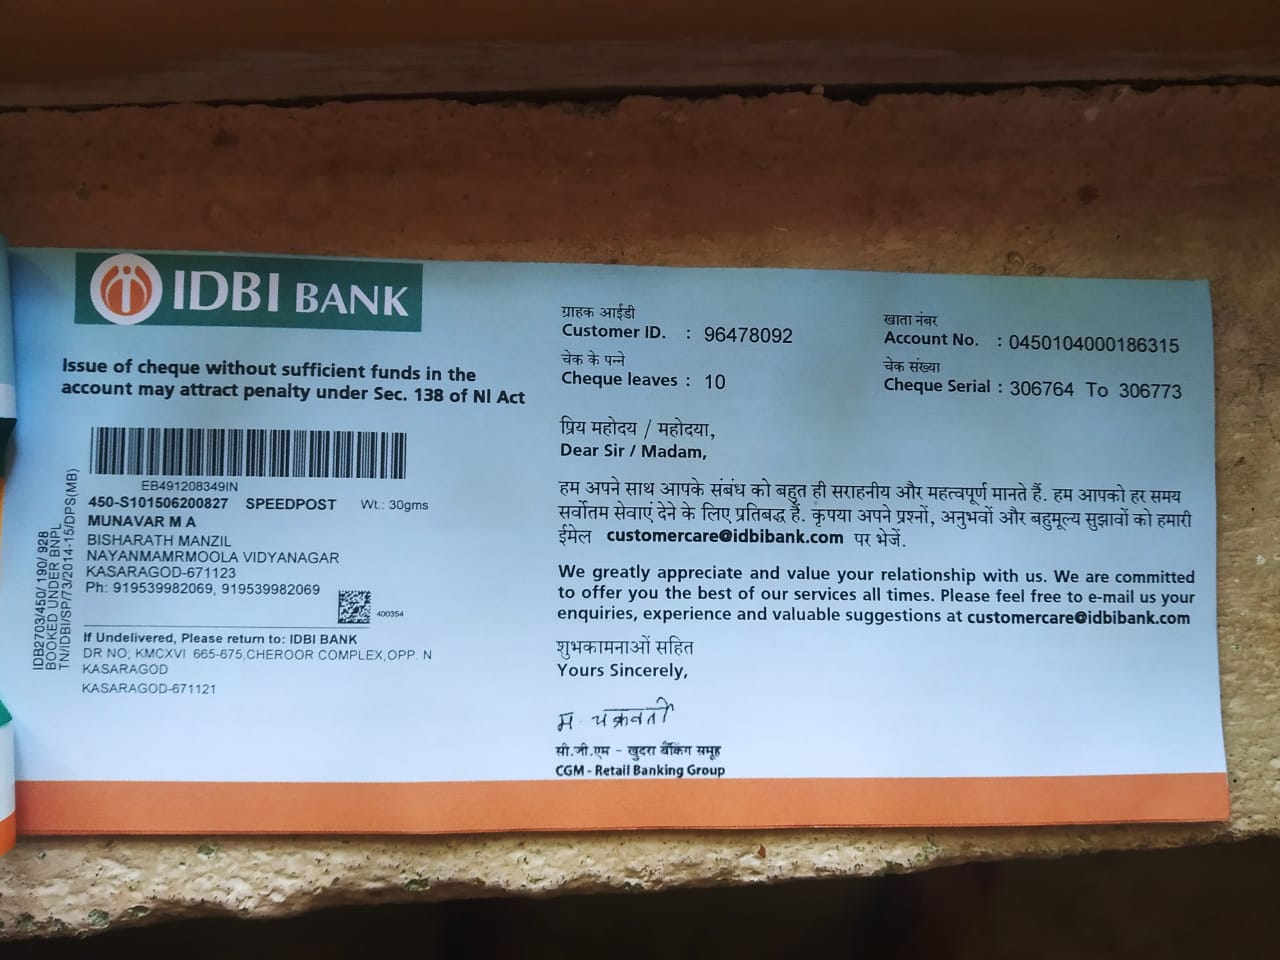 IDBI BANK
Issue of cheque without sufficient funds in the
account may attract penalty under Sec. 138 of NI Act
EB491208349IN
450-S101506200827 SPEEDPOST Wt.: 30gms
MUNAVAR M A
BISHARATH MANZIL
NAYANMAMRMOOLA VIDYANAGAR
KASARAGOD-671123
Ph: 919539982069, 919539982069
400354
If Undelivered, Please return to: IDBI BANK
DR NO; KMCXVI 665-675,CHEROOR COMPLEX,OPP. N
KASARAGOD
KASARAGOD-671121
IDB2703/450/ 190/ 928
BOOKED UNDER BNPL
TN/IDBI/SP/73/2014-15/DPS(MB)
ग्राहक आईडी
Customer ID. : 96478092
चेक के पन्ने
Cheque leaves : 10
खाता नंबर
Account No. : 0450104000186315
चेक संख्या
Cheque Serial : 306764 To 306773
प्रिय महोदय / महोदया,
Dear Sir / Madam,
हम अपने साथ आपके संबंध को बहुत ही सराहनीय और महत्वपूर्ण मानते हैं. हम आपको हर समय
सर्वोतम सेवाएं देने के लिए प्रतिबद्ध हैं. कृपया अपने प्रश्नों, अनुभवों और बहुमूल्य सुझावों को हमारी
ईमेल customercare@idbibank.com पर भेजें.
We greatly appreciate and value your relationship with us. We are committed
to offer you the best of our services all times. Please feel free to e-mail us your
enquiries, experience and valuable suggestions at customercare@idbibank.com
शुभकामनाओं सहित
Yours Sincerely,
म. चक्रवर्ती
सी.जी.एम - खुदरा बैंकिंग समूह
CGM - Retail Banking Group